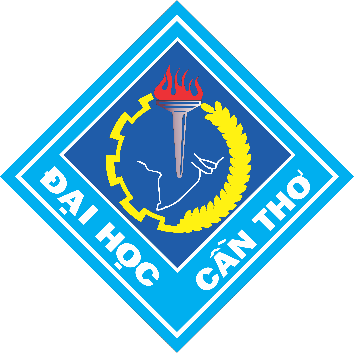 ĐẠI HỌC
CẦN THƠ